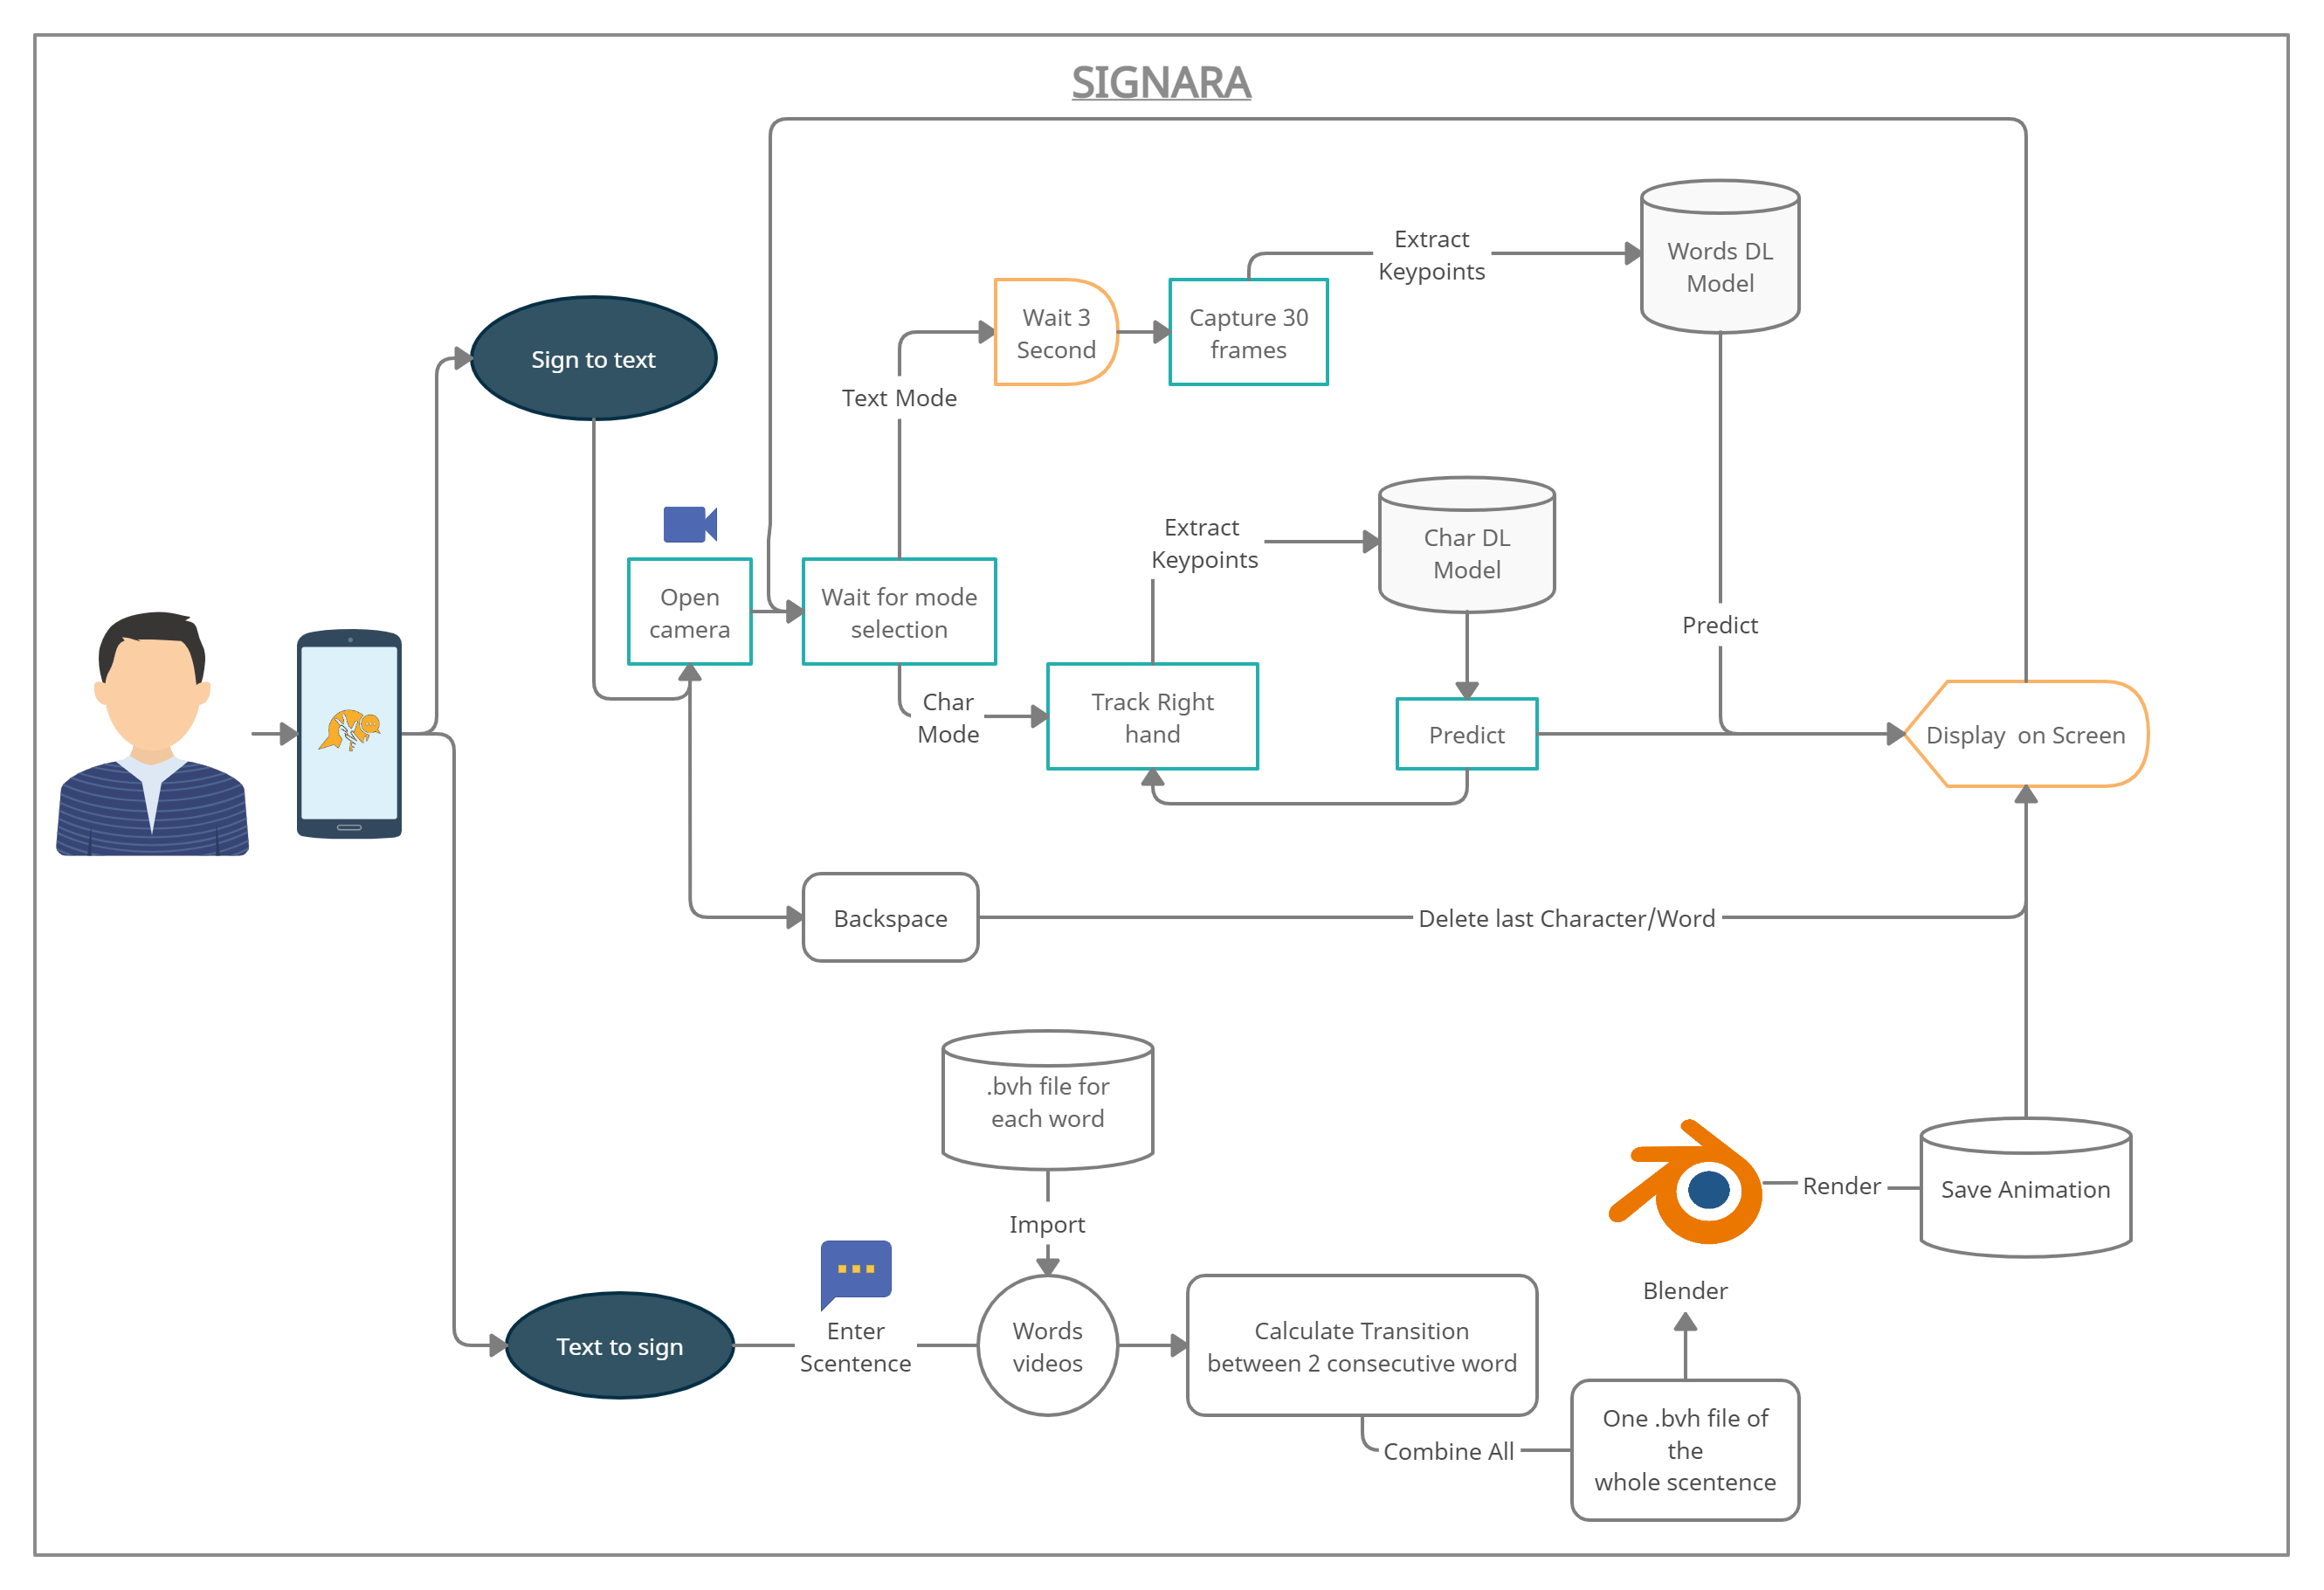 SIGNARA
Extract
Keypoints
Words DL
Model
Wait 3
Second
Capture 30
frames
Sign to text
Text Mode
Extract
Keypoints
Char DL
Model
Open
camera
Wait for mode
selection
Predict
Char
Mode
Track Right
hand
Predict
Display  on Screen
Backspace
Delete last Character/Word
.bvh file for
each word
Import
Render
Save Animation
Blender
Text to sign
Enter
Scentence
Words
videos
Calculate Transition
between 2 consecutive word
Combine All
One .bvh file of
the
whole scentence